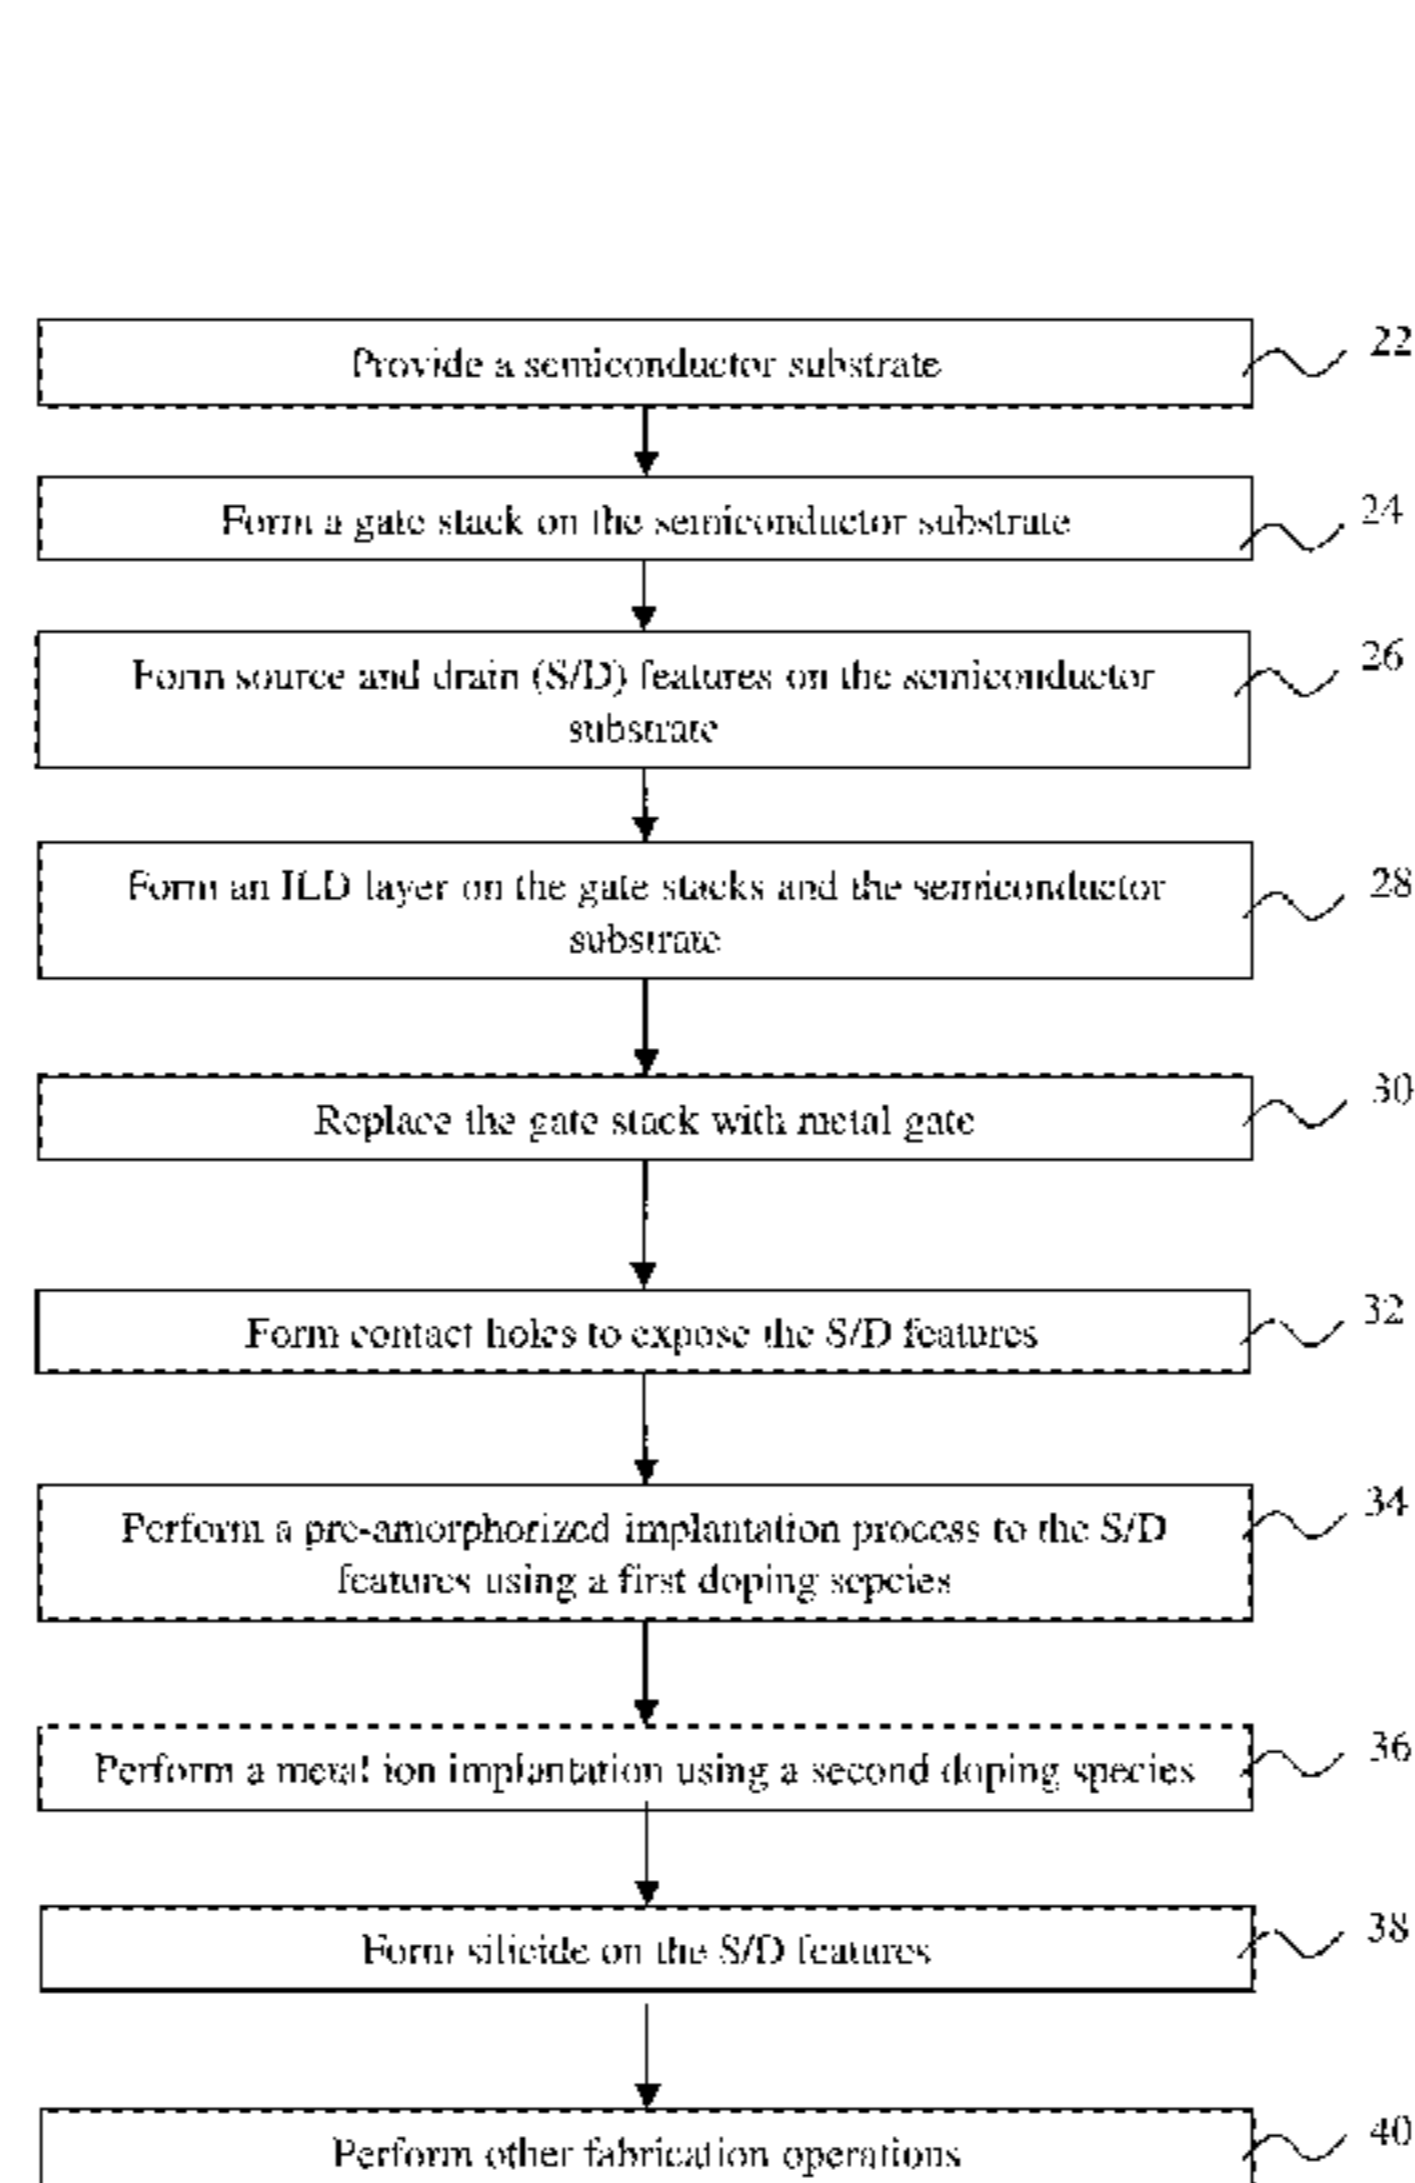 Provide a semiconductor substrate
22
Form a gate stack on the semiconductor substrate
24
Form source and drain (S/D) features on the semiconductor
substrate
26
Form an ILD layer on the gate stacks and the semiconductor
substrate
28
Replace the gate stack with metal gate
30
Form contact holes to expose the S/D features
32
Perform a pre-amorphorized implantation process to the S/D
features using a first doping sepcies
34
Perform a metal ion implantation using a second doping species
36
Form silicide on the S/D features
38
Perform other fabrication operations
40